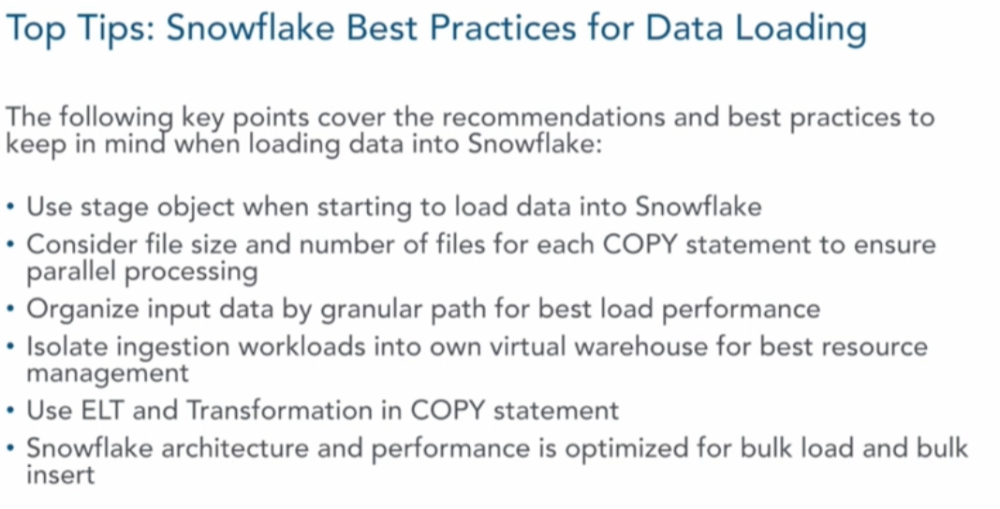 Top Tips: Snowflake Best Practices for Data Loading
The following key points cover the recommendations and best practices to
keep in mind when loading data into Snowflake:
• Use stage object when starting to load data into Snowflake
• Consider file size and number of files for each COPY statement to ensure
parallel processing
• Organize input data by granular path for best load performance
• Isolate ingestion workloads into own virtual warehouse for best resource
management
• Use ELT and Transformation in COPY statement
• Snowflake architecture and performance is optimized for bulk load and bulk
insert